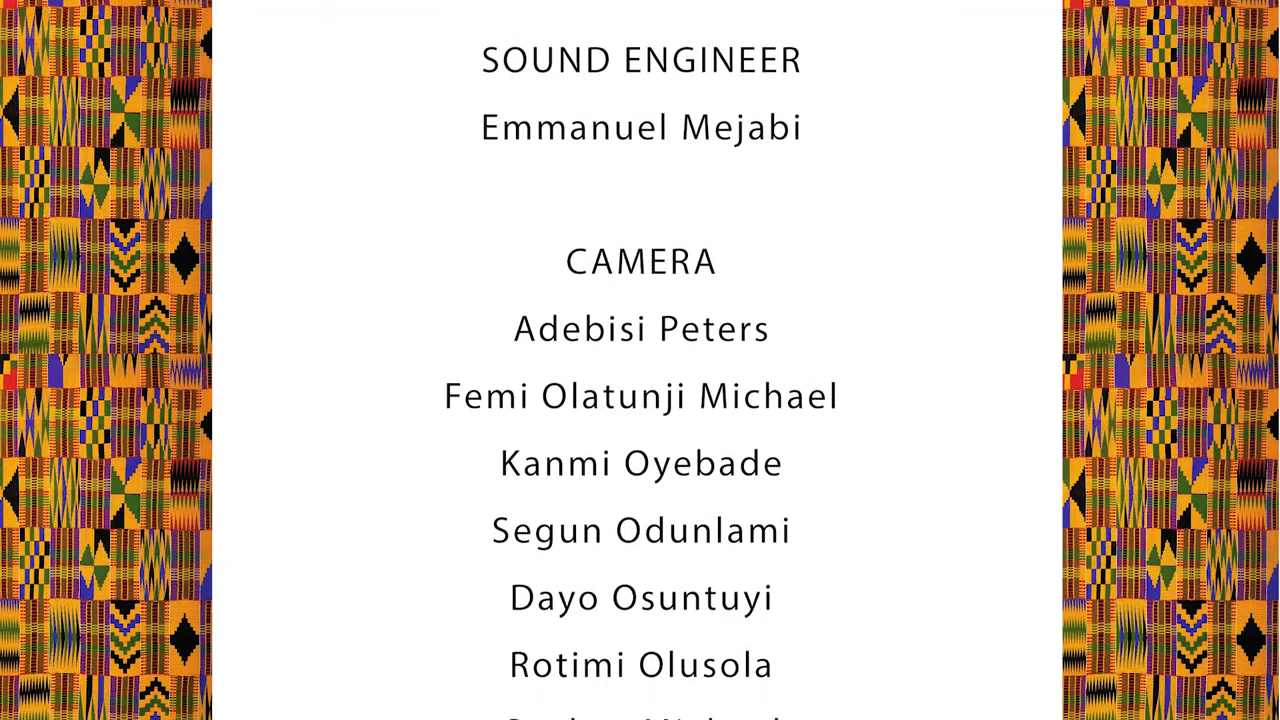 SOUND ENGINEER
Emmanuel Mejabi
CAMERA
Adebisi Peters
Femi Olatunji Michael
Kanmi Oyebade
Segun Odunlami
Dayo Osuntuyi
Rotimi Olusola